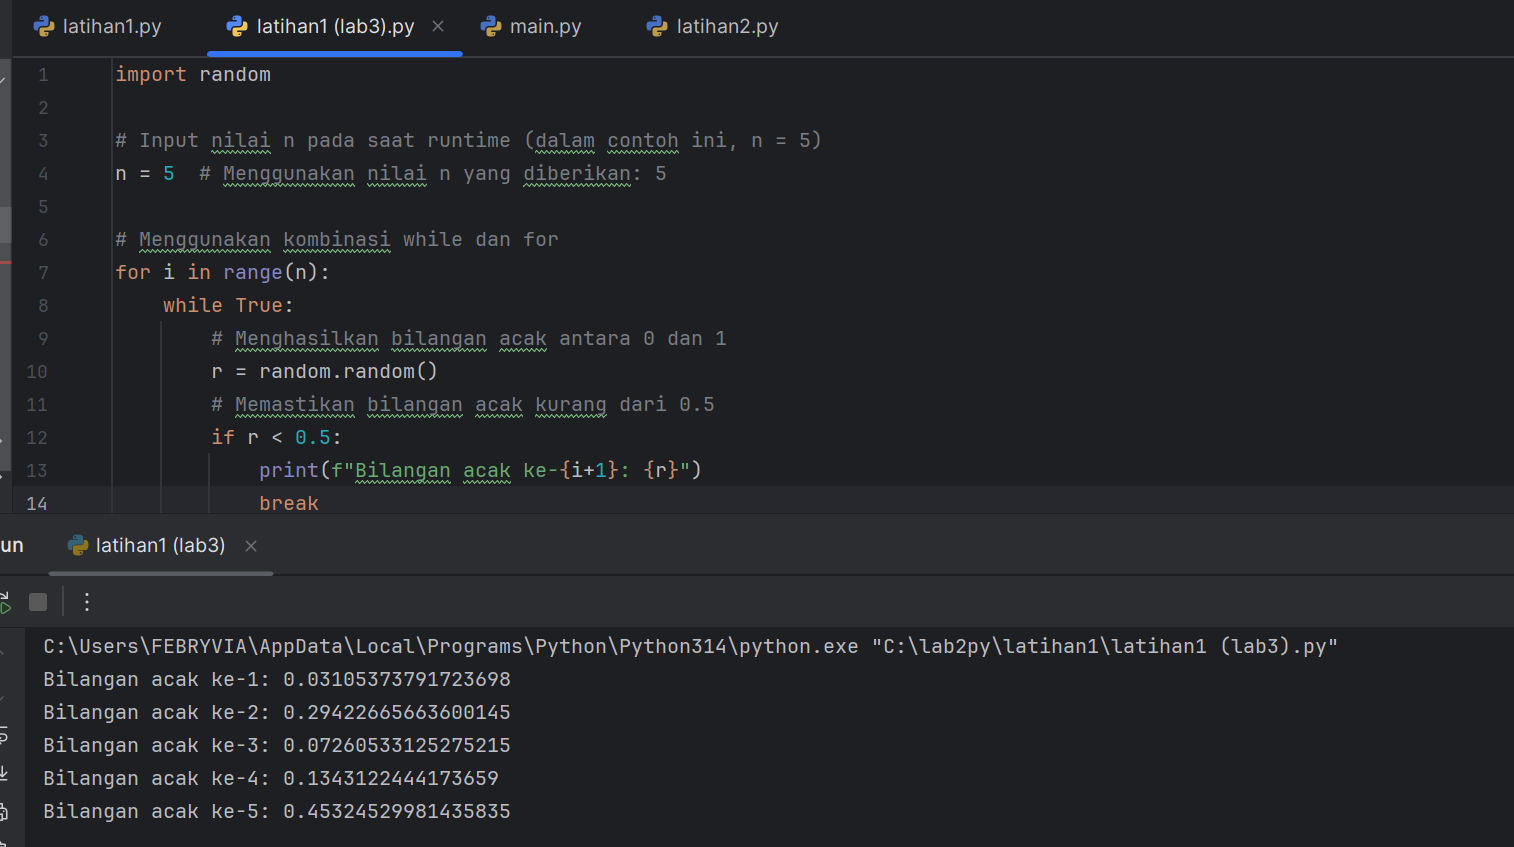 latihan1.py latihan1 (lab3).py main.py latihan2.py
1 import random
2
3 # Input nilai n pada saat runtime (dalam contoh ini, n = 5)
4 n = 5  # Menggunakan nilai n yang diberikan: 5
5
6 # Menggunakan kombinasi while dan for
7 for i in range(n):
8     while True:
9         # Menghasilkan bilangan acak antara 0 dan 1
10         r = random.random()
11         # Memastikan bilangan acak kurang dari 0.5
12         if r < 0.5:
13             print(f"Bilangan acak ke-{i+1}: {r}")
14             break
un latihan1 (lab3)
C:\Users\FEBRYVIA\AppData\Local\Programs\Python\Python314\python.exe "C:\lab2py\latihan1\latihan1 (lab3).py"
Bilangan acak ke-1: 0.03105373791723698
Bilangan acak ke-2: 0.294226656636001​45
Bilangan acak ke-3: 0.07260533125275215
Bilangan acak ke-4: 0.1343122444173659
Bilangan acak ke-5: 0.45324529981435835